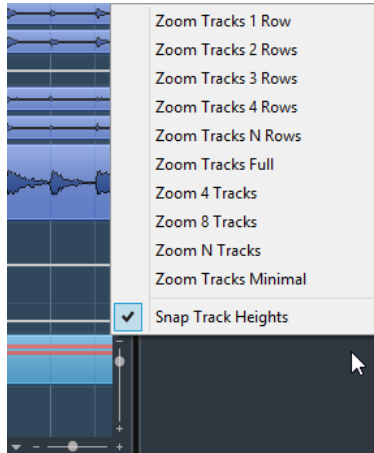 Zoom Tracks 1 Row
Zoom Tracks 2 Rows
Zoom Tracks 3 Rows
Zoom Tracks 4 Rows
Zoom Tracks N Rows
Zoom Tracks Full
Zoom 4 Tracks
Zoom 8 Tracks
Zoom N Tracks
Zoom Tracks Minimal
Snap Track Heights